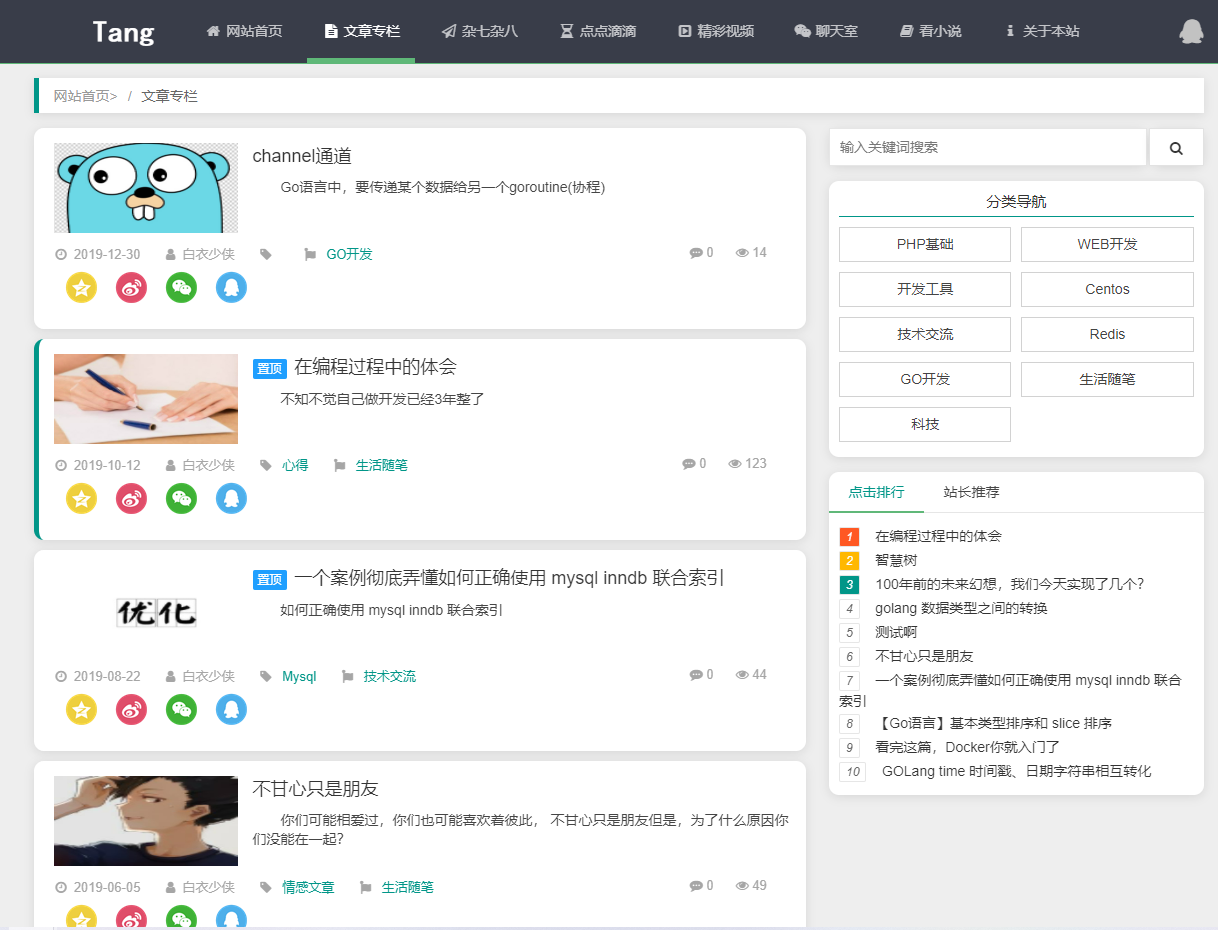 Tang
网站首页
文章专栏
杂七杂八
点点滴滴
精彩视频
聊天室
看小说
关于本站
网站首页> / 文章专栏
channel通道
Go语言中，要传递某个数据给另一个goroutine(协程)
2019-12-30 白衣少侠 GO开发 0 14
置顶 在编程过程中的体会
不知不觉自己做开发已经3年整了
2019-10-12 白衣少侠 心得 生活随笔 0 123
优化
置顶 一个案例彻底弄懂如何正确使用 mysql inndb 联合索引
如何正确使用 mysql inndb 联合索引
2019-08-22 白衣少侠 Mysql 技术交流 0 44
不甘心只是朋友
你们可能相爱过，你们也可能喜欢着彼此， 不甘心只是朋友但是，为了什么原因你
们没能在一起？
2019-06-05 白衣少侠 情感文章 生活随笔 0 49
输入关键词搜索
分类导航
PHP基础
WEB开发
开发工具
Centos
技术交流
Redis
GO开发
生活随笔
科技
点击排行 站长推荐
1 在编程过程中的体会
2 智慧树
3 100年前的未来幻想，我们今天实现了几个？
4 golang 数据类型之间的转换
5 测试啊
6 不甘心只是朋友
7 一个案例彻底弄懂如何正确使用 mysql inndb 联合
索引
8 【Go语言】基本类型排序和 slice 排序
9 看完这篇，Docker你就入门了
10 GOLang time 时间戳、日期字符串相互转化